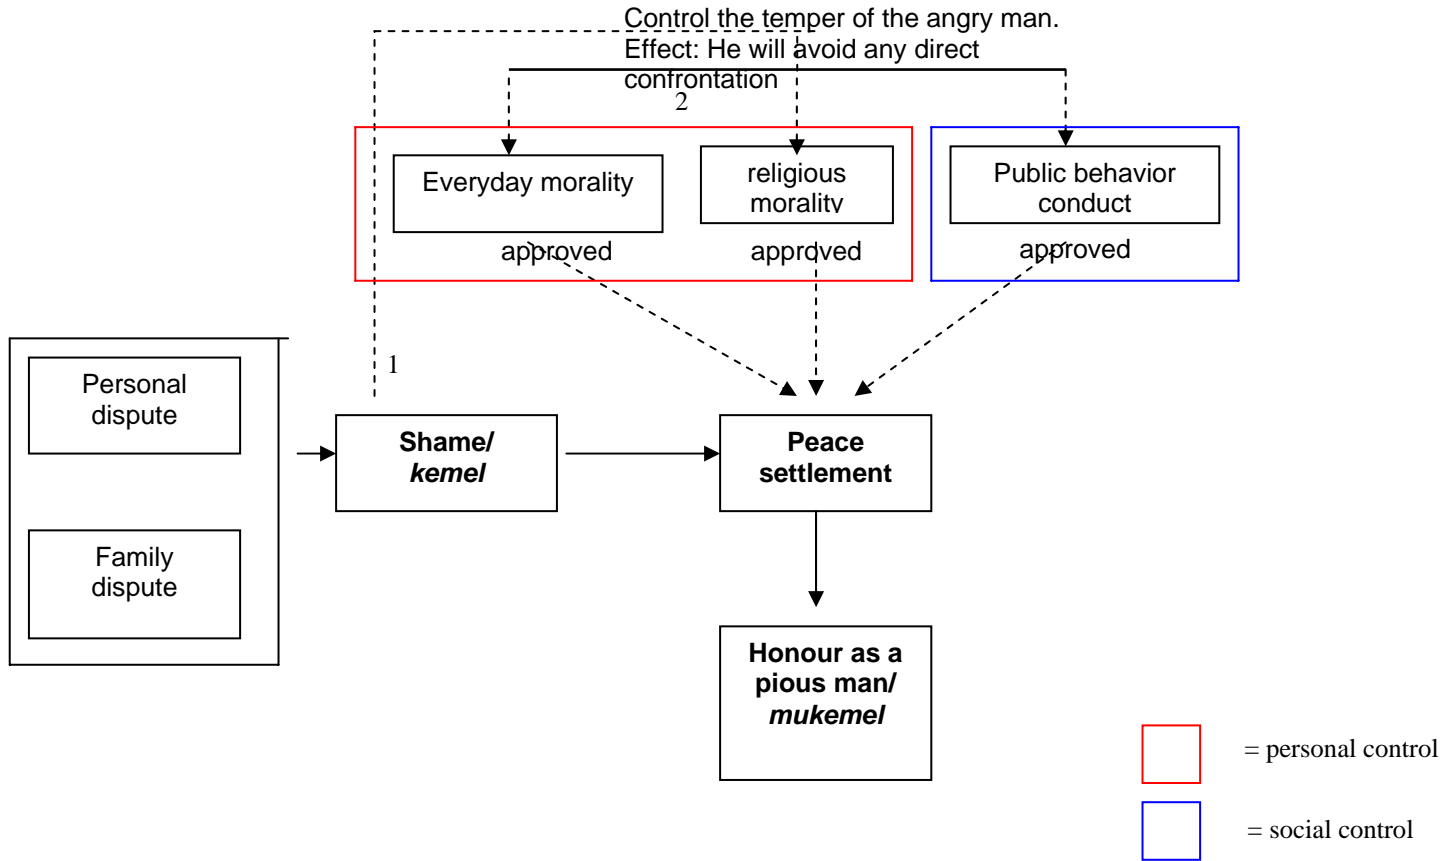 Control the temper of the angry man.
Effect: He will avoid any direct
confrontation
2
Everyday morality
religious
morality
Public behavior
conduct
approved
approved
approved
1
Personal
dispute
Family
dispute
Shame/
kemel
Peace
settlement
Honour as a
pious man/
mukemel
= personal control
= social control